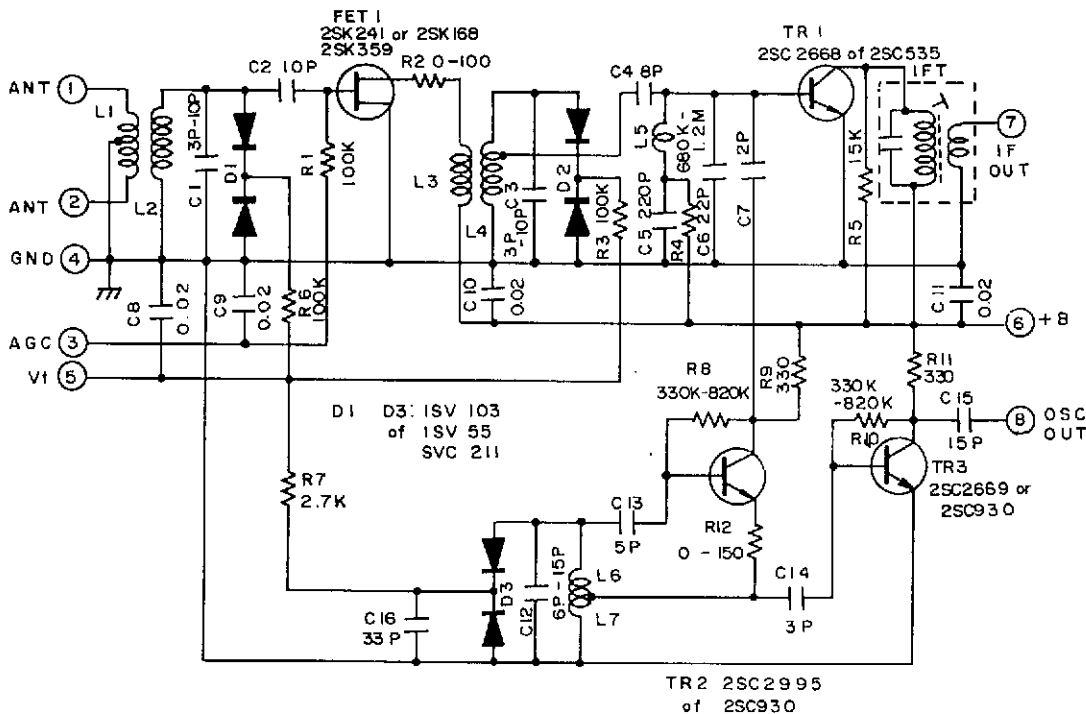 FET 1
2SK241 or 2SK168
2SK359
TR 1
2SC2668 of 2SC535
C2 10P
R2 0-100
C4 8P
IFT
ANT 1
L1
3P-10P
C1
D1
R1
100K
L5
680K-
1.2M
2P
C7
15K
R5
7
IF
OUT
ANT 2
L2
L3
L4
C3
3P
-10P
D2
R3 100K
C5 220P
R4
C6 22P
GND 4
C8
0.02
C9
0.02
R6
100K
C10
0.02
C11
0.02
6 +B
AGC 3
Vt 5
R8
330K-820K
R9
330
R11
330
330K
-820K
R10
C15
15P
8 OSC
OUT
D1 D3: ISV 103
of ISV 55
SVC 211
R7
2.7K
TR3
2SC2669 or
2SC930
C13
5P
R12
0-150
C14
3P
D3
C12
6P-15P
L6
L7
C16
33P
TR2 2SC2995
of 2SC930